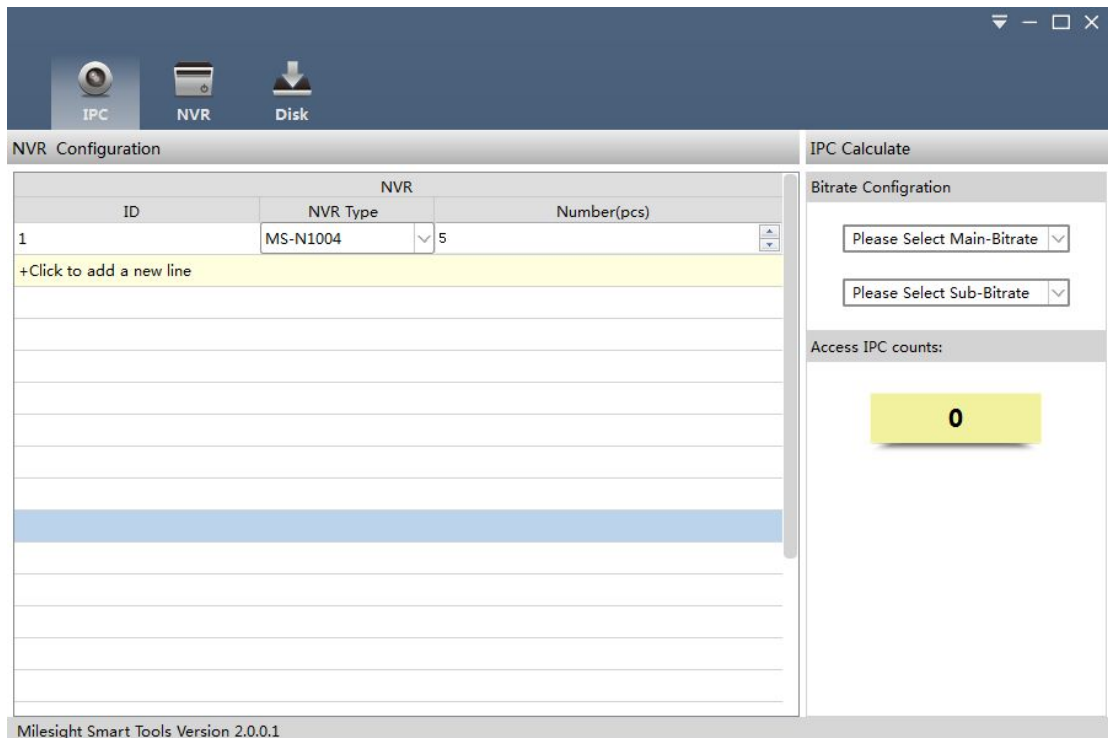 IPC NVR Disk
NVR Configuration
IPC Calculate
NVR
ID NVR Type Number(pcs)
1 MS-N1004 5
+Click to add a new line
Bitrate Configration
Please Select Main-Bitrate
Please Select Sub-Bitrate
Access IPC counts:
0
Milesight Smart Tools Version 2.0.0.1